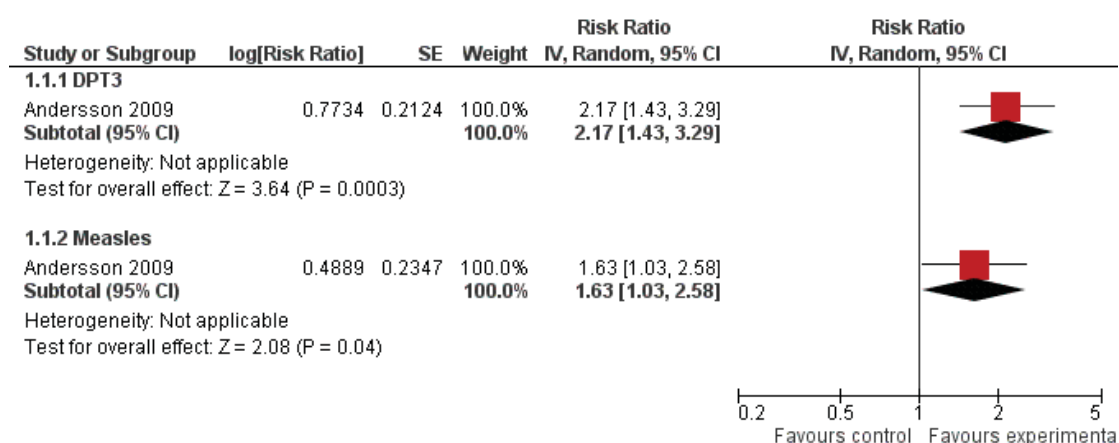 Risk Ratio Risk Ratio
Study or Subgroup log[Risk Ratio] SE Weight IV, Random, 95% CI IV, Random, 95% CI
1.1.1 DPT3
Andersson 2009 0.7734 0.2124 100.0% 2.17 [1.43, 3.29]
Subtotal (95% CI) 100.0% 2.17 [1.43, 3.29]
Heterogeneity: Not applicable
Test for overall effect: Z = 3.64 (P = 0.0003)
1.1.2 Measles
Andersson 2009 0.4889 0.2347 100.0% 1.63 [1.03, 2.58]
Subtotal (95% CI) 100.0% 1.63 [1.03, 2.58]
Heterogeneity: Not applicable
Test for overall effect: Z = 2.08 (P = 0.04)
0.2 0.5 1 2 5
Favours control Favours experimenta